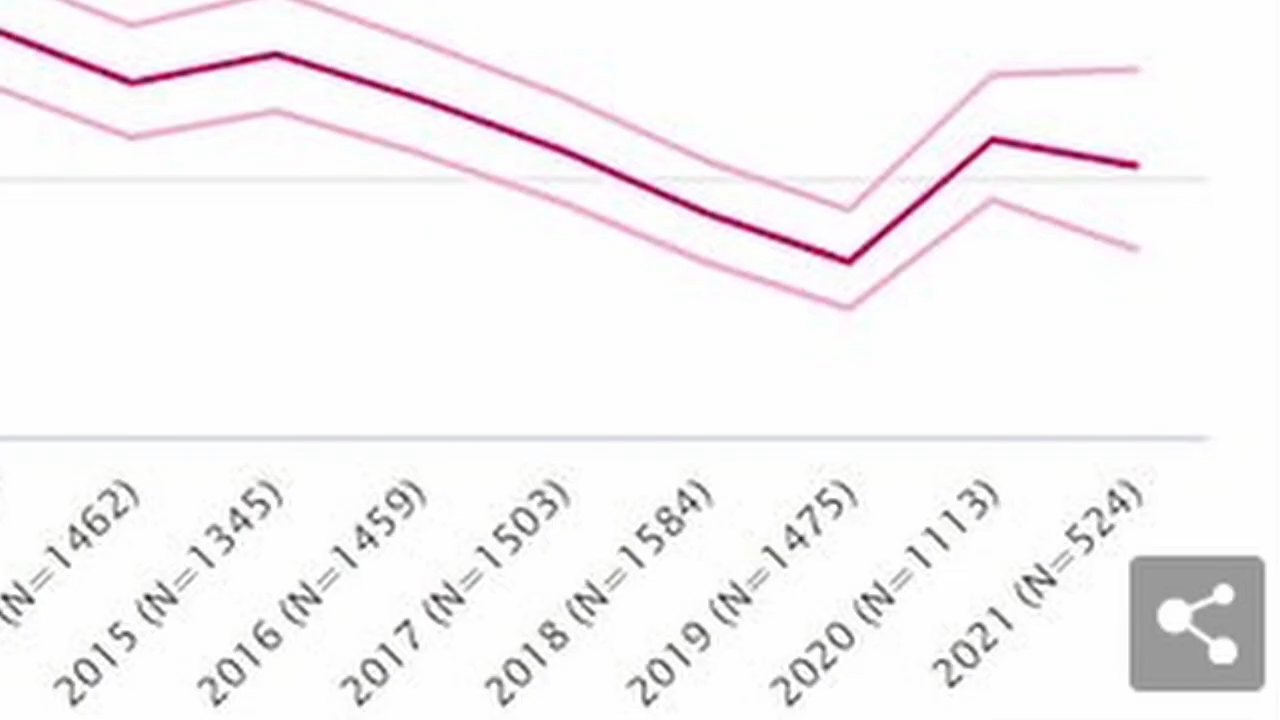 (N=1462)
2015 (N=1345)
2016 (N=1459)
2017 (N=1503)
2018 (N=1584)
2019 (N=1475)
2020 (N=1113)
2021 (N=524)